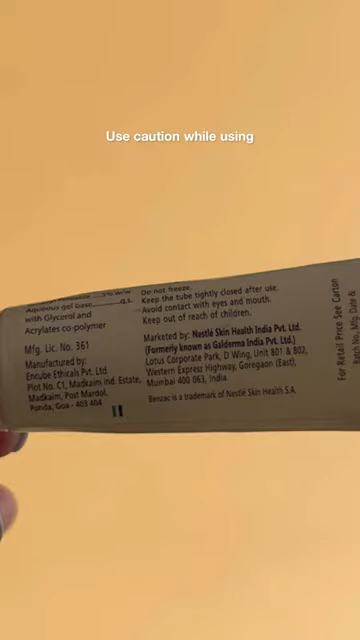 Use caution while using
5% w/w
Aqueous gel base q.s.
with Glycerol and
Acrylates co-polymer
Mfg. Lic. No. 361
Manufactured by:
Encube Ethicals Pvt. Ltd.
Plot No. C1, Madkaim ind. Estate,
Madkaim, Post Mardol,
Ponda, Goa - 403 404
Do not freeze.
Keep the tube tightly closed after use.
Avoid contact with eyes and mouth.
Keep out of reach of children.
Marketed by: Nestlé Skin Health India Pvt. Ltd.
(Formerly known as Galderma India Pvt. Ltd.)
Lotus Corporate Park, D Wing, Unit 801 & 802,
Western Express Highway, Goregaon (East),
Mumbai 400 063, India.
Benzac is a trademark of Nestlé Skin Health S.A.
For Retail Price See Carton
Batch No., Mfg. Date &